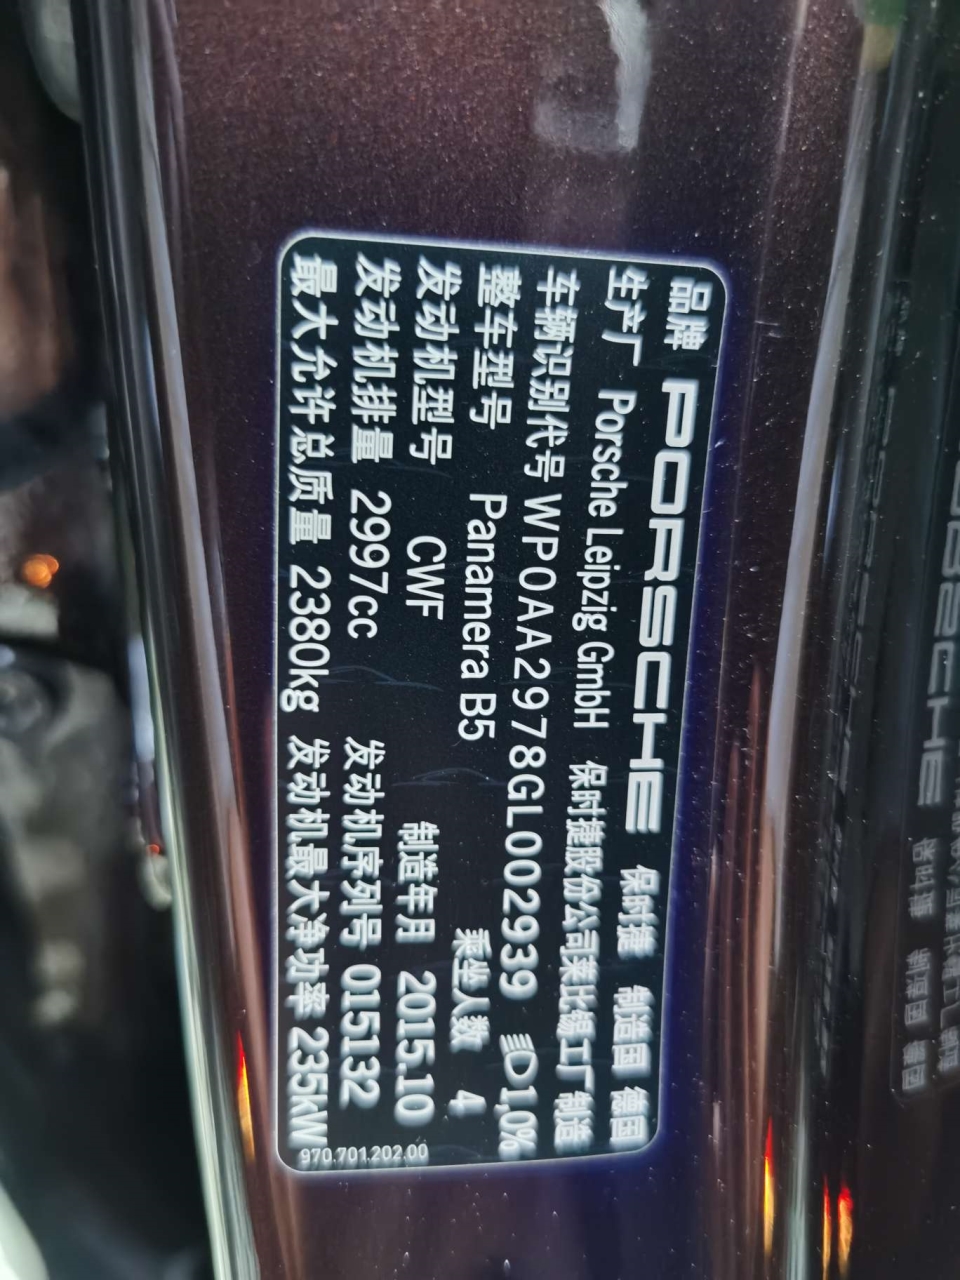 品牌 PORSCHE 保时捷 制造国 德国
生产厂 Porsche Leipzig GmbH 保时捷股份公司莱比锡工厂制造
车辆识别代号 WP0AA2978GL002939 1,0%
整车型号 Panamera B5 乘坐人数 4
发动机型号 CWF 制造年月 2015.10
发动机排量 2997cc 发动机序列号 015132
最大允许总质量 2380kg 发动机最大净功率 235kW
970.701.202.00